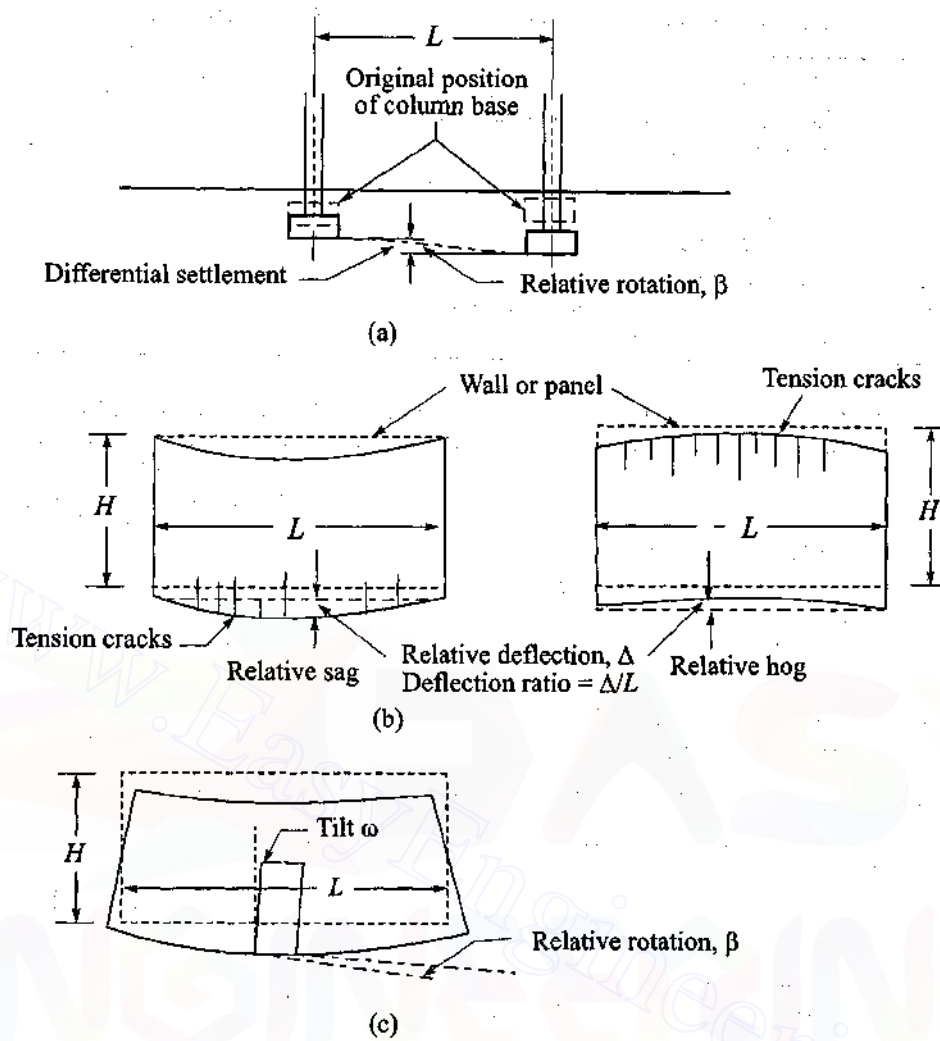 L
Original position
of column base
Differential settlement
Relative rotation, β
(a)
Wall or panel
Tension cracks
H
L
L
H
Tension cracks
Relative sag
Relative deflection, Δ
Deflection ratio = Δ/L
Relative hog
(b)
Tilt ω
H
L
Relative rotation, β
(c)